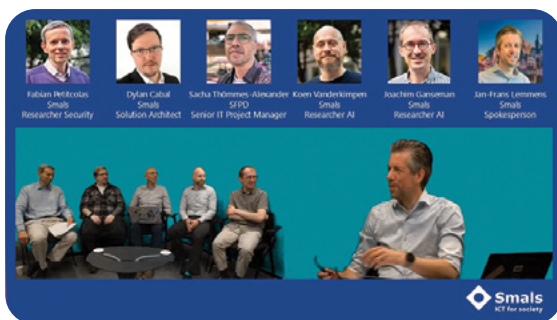 Fabian Petitcolas
Smals
Researcher Security
Dylan Cabal
Smals
Solution Architect
Sacha Thömmes-Alexander
SFPD
Senior IT Project Manager
Koen Vanderkimpen
Smals
Researcher AI
Joachim Ganseman
Smals
Researcher AI
Jan-Frans Lemmens
Smals
Spokesperson
Smals
ICT for society